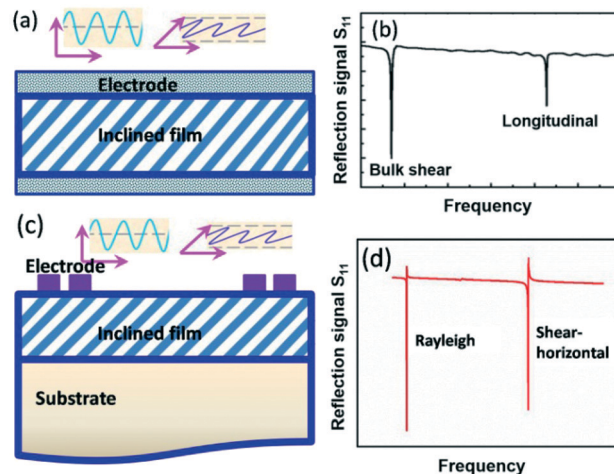 (a)
Electrode
Inclined film
(b)
Reflection signal S₁₁
Longitudinal
Bulk shear
Frequency
(c)
Electrode
Inclined film
Substrate
(d)
Reflection signal S₁₁
Rayleigh
Shear-
horizontal
Frequency